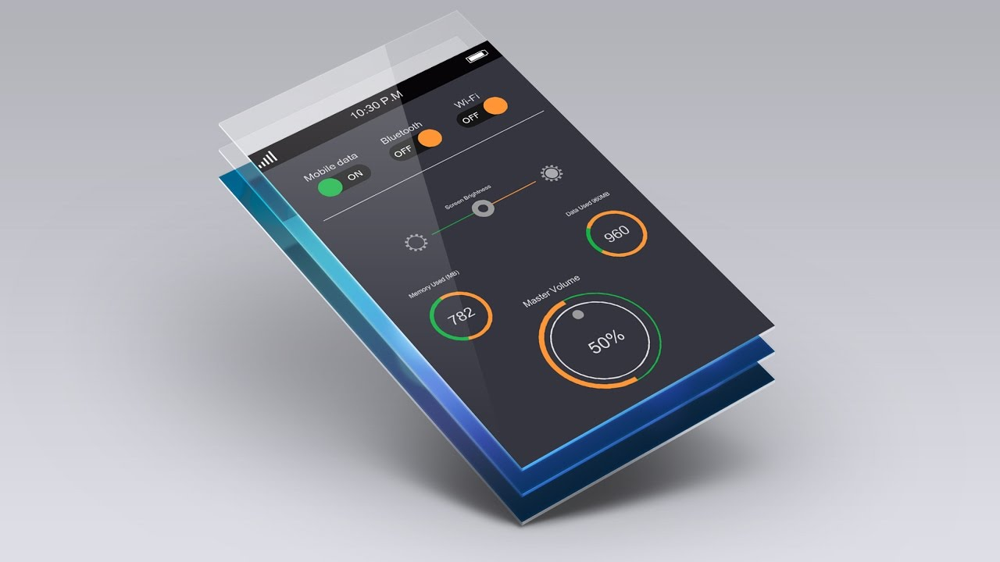 10:30 P.M
Mobile data
ON
Bluetooth
OFF
Wi-Fi
OFF
Screen Brightness
Data Used 960MB
960
Memory Used (MB)
782
Master Volume
50%